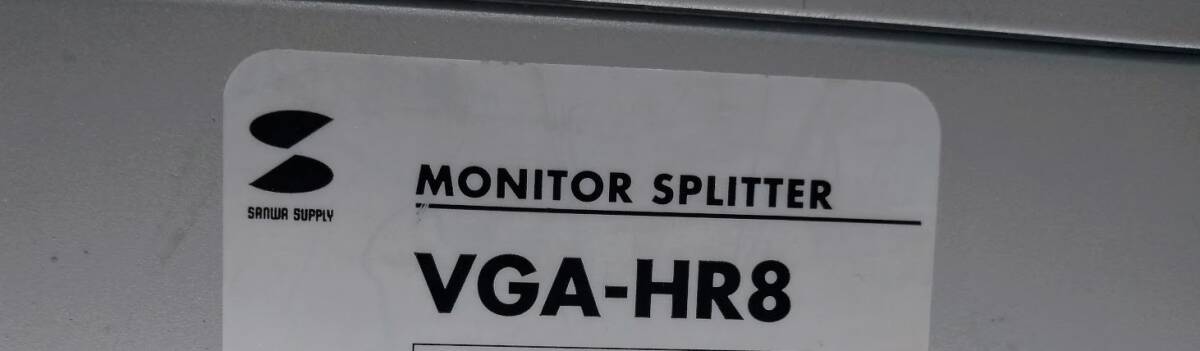 SANWA SUPPLY
MONITOR SPLITTER
VGA-HR8